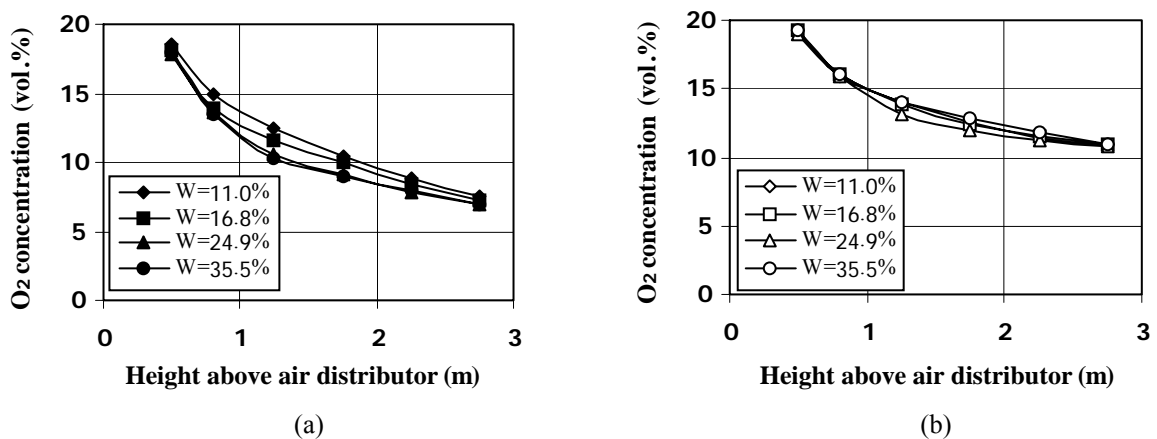 20
15
10
5
0
0
1
2
3
O2 concentration (vol.%)
Height above air distributor (m)
W=11.0%
W=16.8%
W=24.9%
W=35.5%
(a)
20
15
10
5
0
0
1
2
3
O2 concentration (vol.%)
Height above air distributor (m)
W=11.0%
W=16.8%
W=24.9%
W=35.5%
(b)